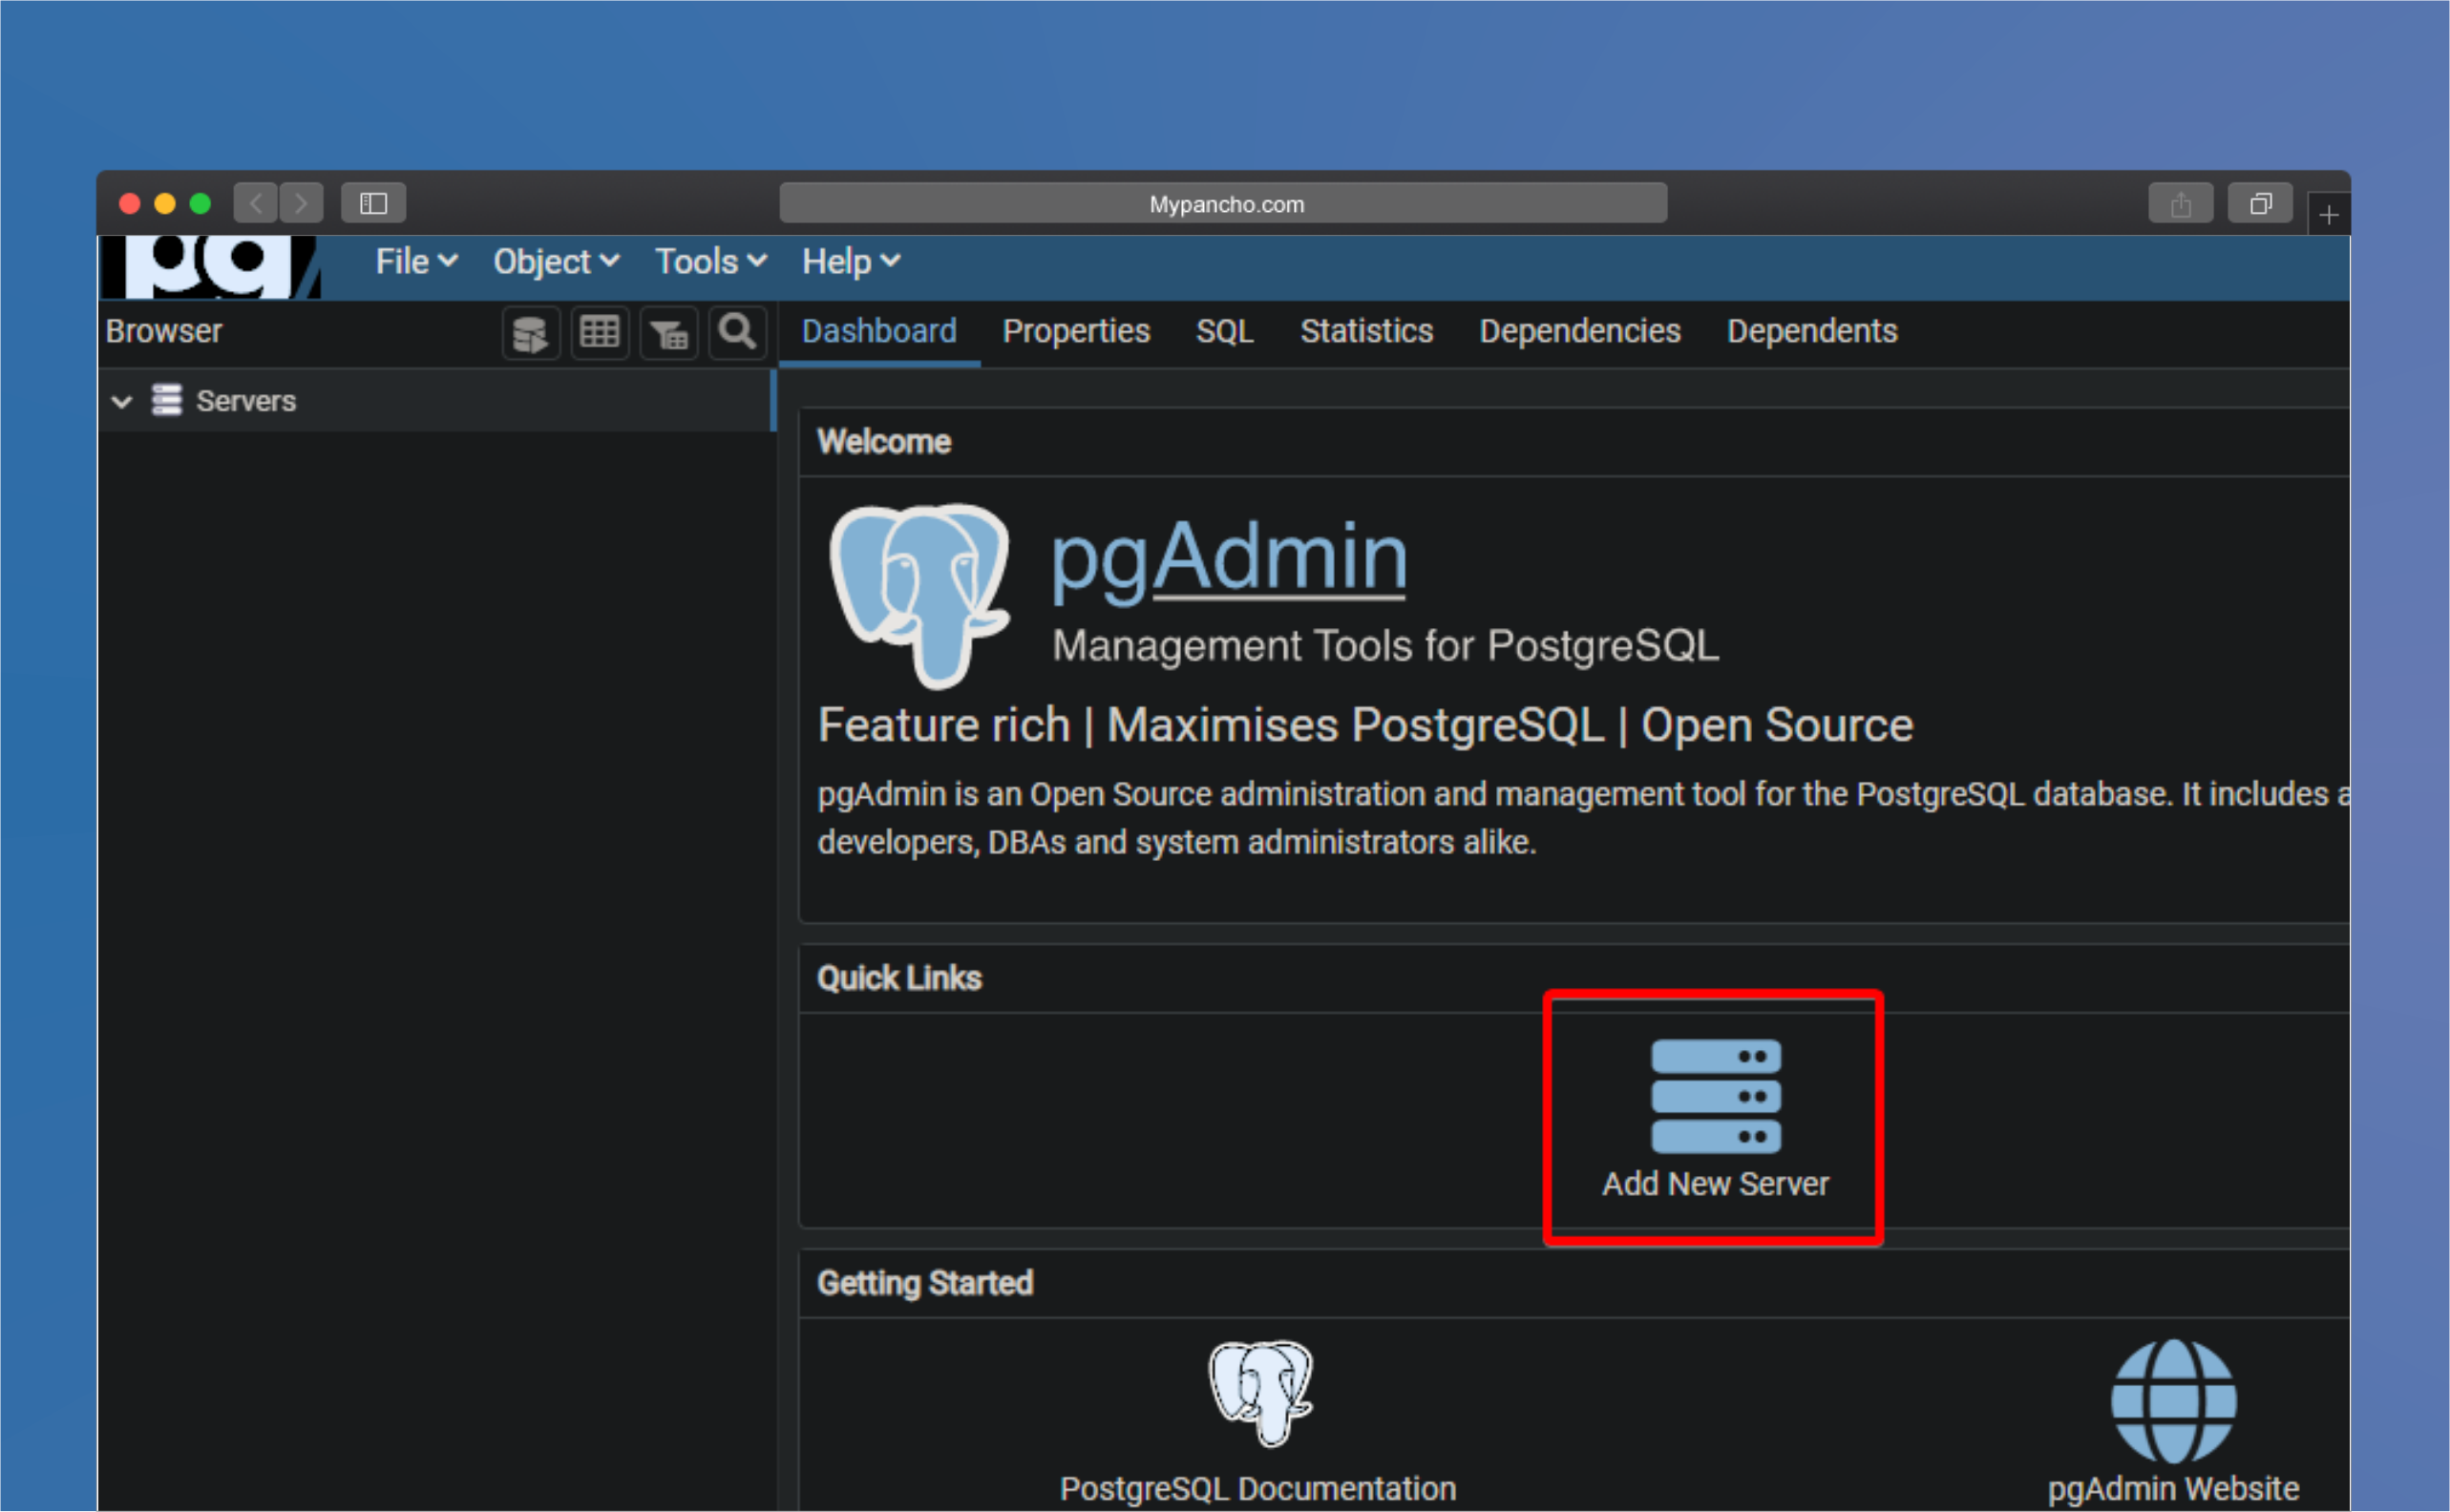 Mypancho.com
pg
File Object Tools Help
Browser
Dashboard Properties SQL Statistics Dependencies Dependents
Servers
Welcome
pgAdmin
Management Tools for PostgreSQL
Feature rich | Maximises PostgreSQL | Open Source
pgAdmin is an Open Source administration and management tool for the PostgreSQL database. It includes a
developers, DBAs and system administrators alike.
Quick Links
Add New Server
Getting Started
PostgreSQL Documentation
pgAdmin Website